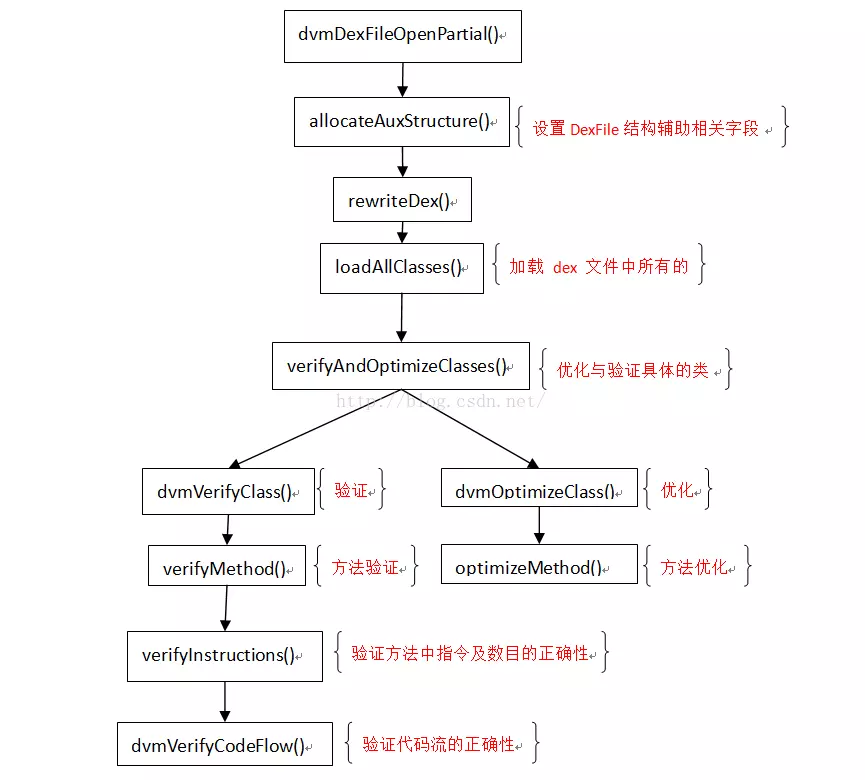 dvmDexFileOpenPartial()
allocateAuxStructure()
设置 DexFile 结构辅助相关字段
rewriteDex()
loadAllClasses()
加载 dex 文件中所有的
verifyAndOptimizeClasses()
优化与验证具体的类
http://blog.csdn.net/
dvmVerifyClass()
验证
dvmOptimizeClass()
优化
verifyMethod()
方法验证
optimizeMethod()
方法优化
verifyInstructions()
验证方法中指令及数目的正确性
dvmVerifyCodeFlow()
验证代码流的正确性